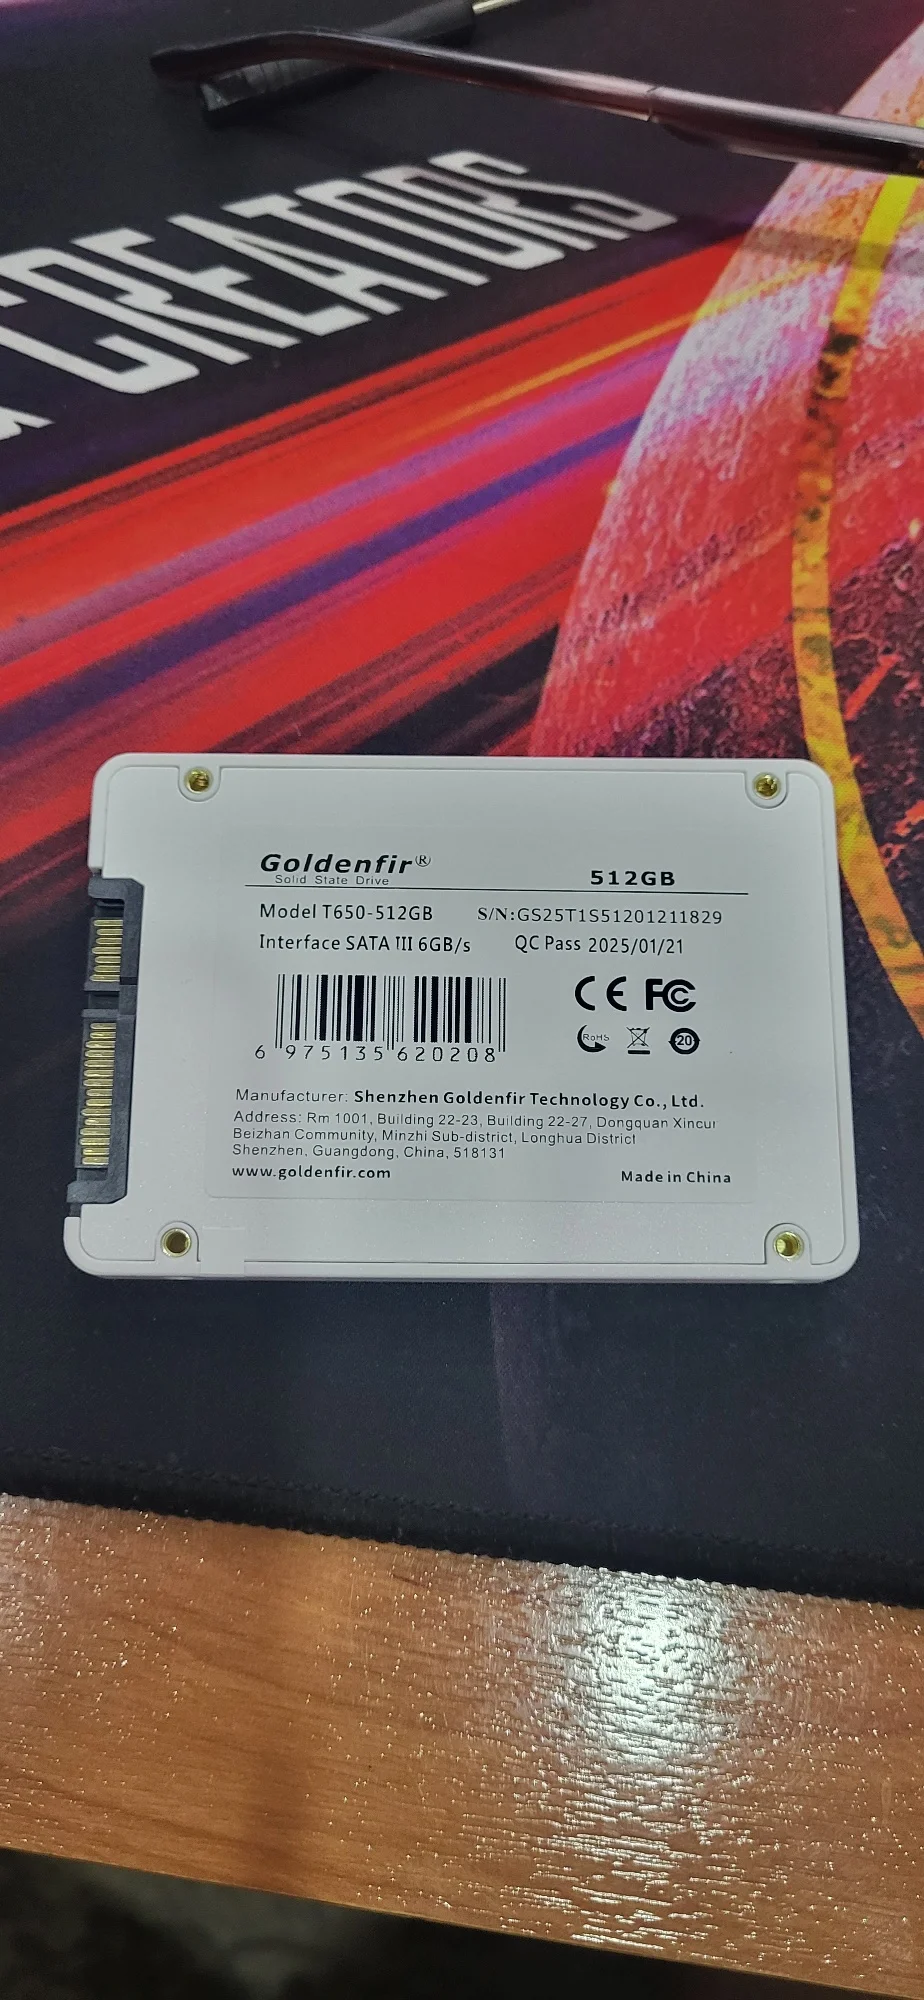 CREATORS
Goldenfir®
Solid State Drive
512GB
Model T650-512GB S/N:GS25T1S51201211829
Interface SATA III 6GB/s QC Pass 2025/01/21
CE FC
RoHS
20
6 975135 620208
Manufacturer: Shenzhen Goldenfir Technology Co., Ltd.
Address: Rm 1001, Building 22-23, Building 22-27, Dongquan Xincur
Beizhan Community, Minzhi Sub-district, Longhua District
Shenzhen, Guangdong, China, 518131
www.goldenfir.com Made in China